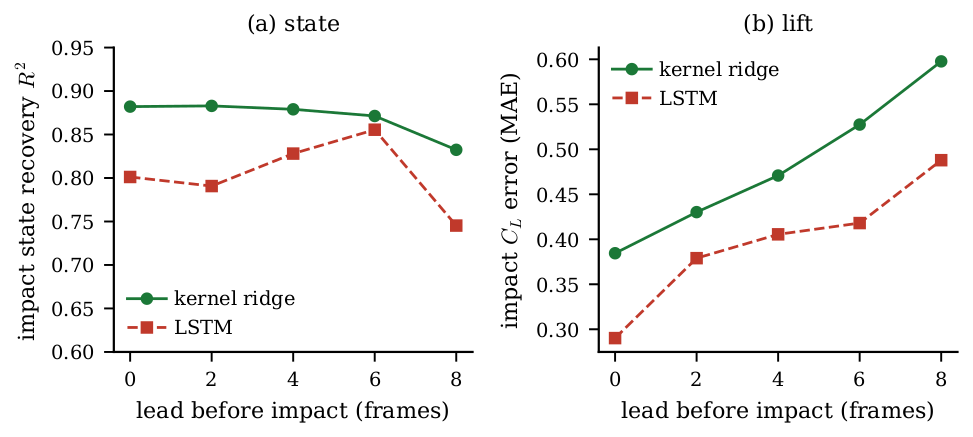 (a) state
impact state recovery R²
0.95
0.90
0.85
0.80
0.75
0.70
0.65
0.60
kernel ridge
LSTM
0 2 4 6 8
lead before impact (frames)
(b) lift
impact C_L error (MAE)
0.60
0.55
0.50
0.45
0.40
0.35
0.30
kernel ridge
LSTM
0 2 4 6 8
lead before impact (frames)